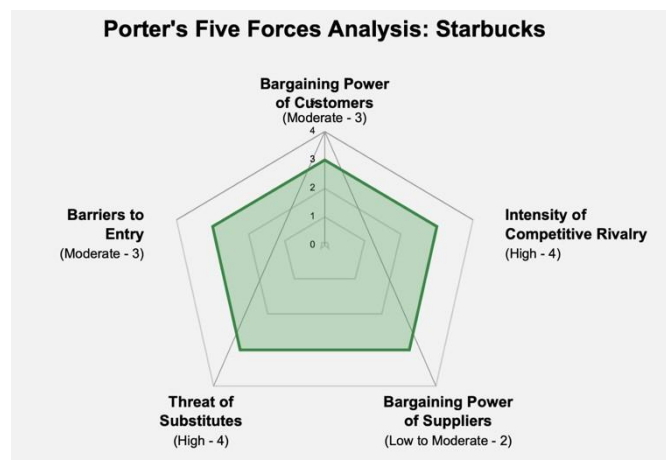 Porter's Five Forces Analysis: Starbucks
Bargaining Power
of Customers
(Moderate - 3)
4
3
2
1
0
Barriers to
Entry
(Moderate - 3)
Intensity of
Competitive Rivalry
(High - 4)
Threat of
Substitutes
(High - 4)
Bargaining Power
of Suppliers
(Low to Moderate - 2)